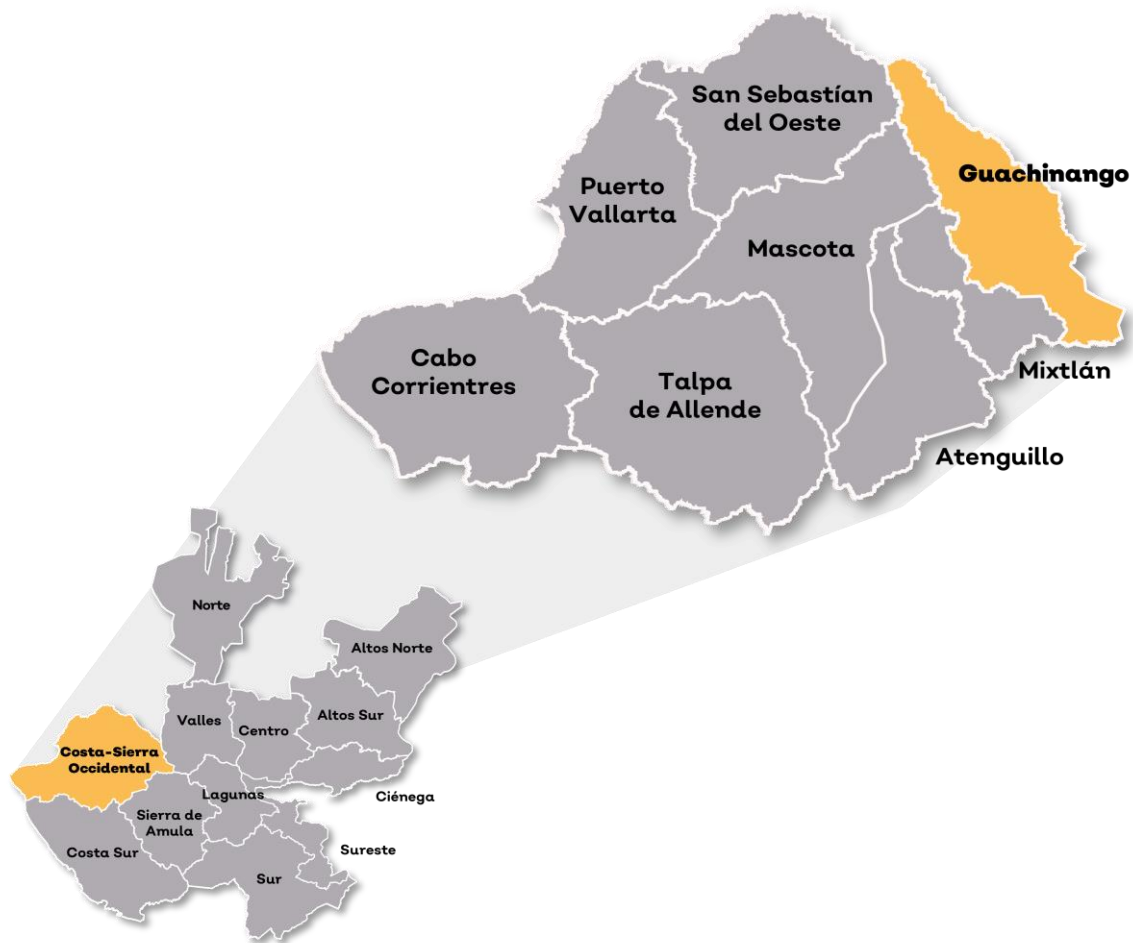 San Sebastían
del Oeste
Guachinango
Puerto
Vallarta
Mascota
Cabo
Corrientres
Talpa
de Allende
Mixtlán
Atenguillo
Norte
Altos Norte
Valles
Centro
Altos Sur
Costa-Sierra
Occidental
Lagunas
Ciénega
Sierra de
Amula
Costa Sur
Sureste
Sur